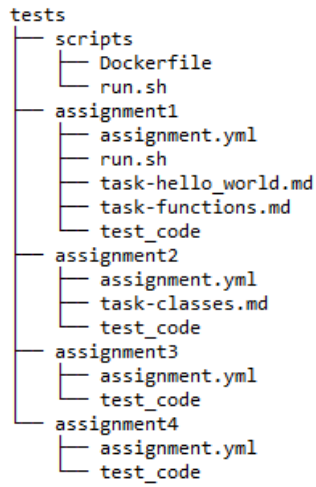 tests
scripts
Dockerfile
run.sh
assignment1
assignment.yml
run.sh
task-hello_world.md
task-functions.md
test_code
assignment2
assignment.yml
task-classes.md
test_code
assignment3
assignment.yml
test_code
assignment4
assignment.yml
test_code